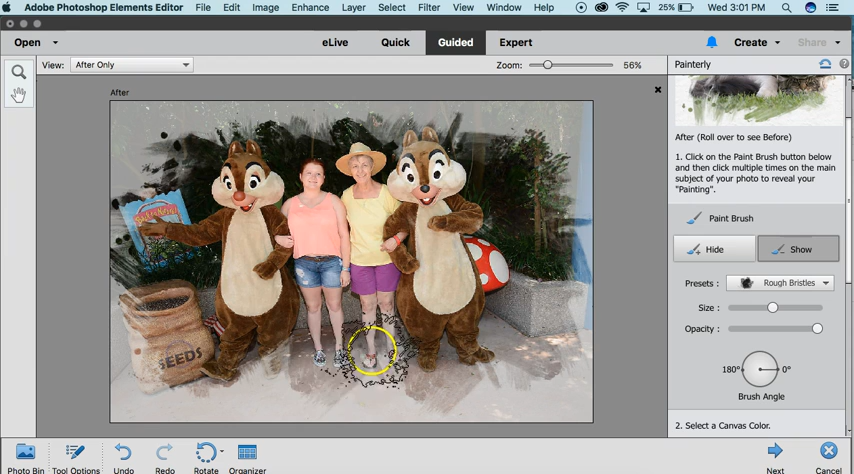 Adobe Photoshop Elements Editor File Edit Image Enhance Layer Select Filter View Window Help 25% Wed 3:01 PM
Open eLive Quick Guided Expert Create Share
View: After Only Zoom: 56% Painterly
After
After (Roll over to see Before)
1. Click on the Paint Brush button below
and then click multiple times on the main
subject of your photo to reveal your
"Painting".
Paint Brush
Hide Show
Presets : Rough Bristles
Size :
Opacity :
180° 0°
Brush Angle
2. Select a Canvas Color.
SEEDS
Photo Bin Tool Options Undo Redo Rotate Organizer Next Cancel